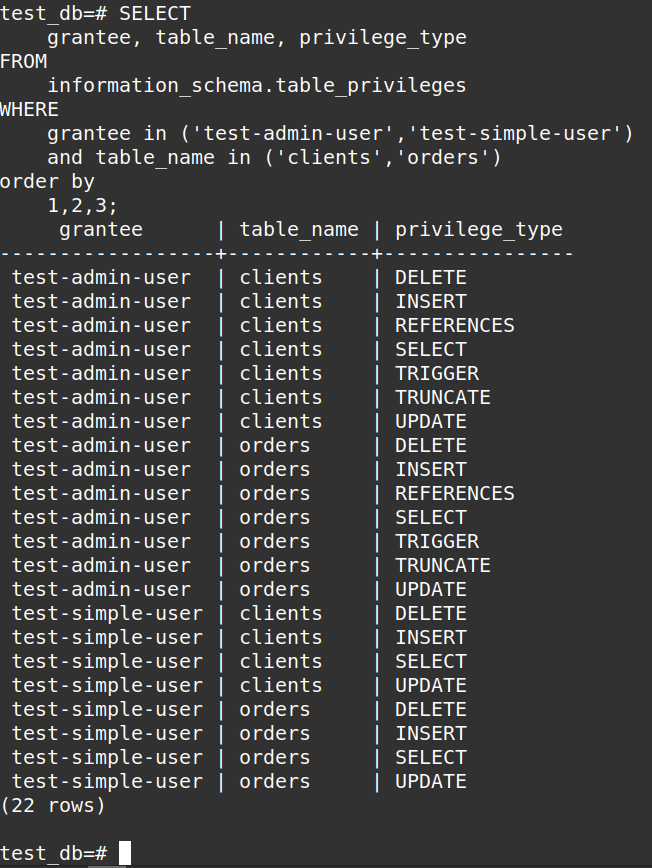 test_db=# SELECT
    grantee, table_name, privilege_type
FROM
    information_schema.table_privileges
WHERE
    grantee in ('test-admin-user','test-simple-user')
    and table_name in ('clients','orders')
order by
    1,2,3;
     grantee      | table_name | privilege_type
------------------+------------+----------------
 test-admin-user  | clients    | DELETE
 test-admin-user  | clients    | INSERT
 test-admin-user  | clients    | REFERENCES
 test-admin-user  | clients    | SELECT
 test-admin-user  | clients    | TRIGGER
 test-admin-user  | clients    | TRUNCATE
 test-admin-user  | clients    | UPDATE
 test-admin-user  | orders     | DELETE
 test-admin-user  | orders     | INSERT
 test-admin-user  | orders     | REFERENCES
 test-admin-user  | orders     | SELECT
 test-admin-user  | orders     | TRIGGER
 test-admin-user  | orders     | TRUNCATE
 test-admin-user  | orders     | UPDATE
 test-simple-user | clients    | DELETE
 test-simple-user | clients    | INSERT
 test-simple-user | clients    | SELECT
 test-simple-user | clients    | UPDATE
 test-simple-user | orders     | DELETE
 test-simple-user | orders     | INSERT
 test-simple-user | orders     | SELECT
 test-simple-user | orders     | UPDATE
(22 rows)

test_db=#